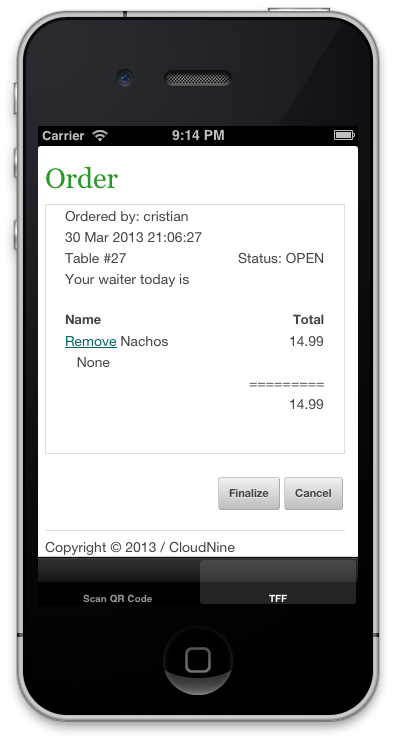 Carrier 9:14 PM
Order
Ordered by: cristian
30 Mar 2013 21:06:27
Table #27 Status: OPEN
Your waiter today is
Name Total
Remove Nachos 14.99
None
=========
14.99
Finalize Cancel
Copyright © 2013 / CloudNine
Scan QR Code TFF